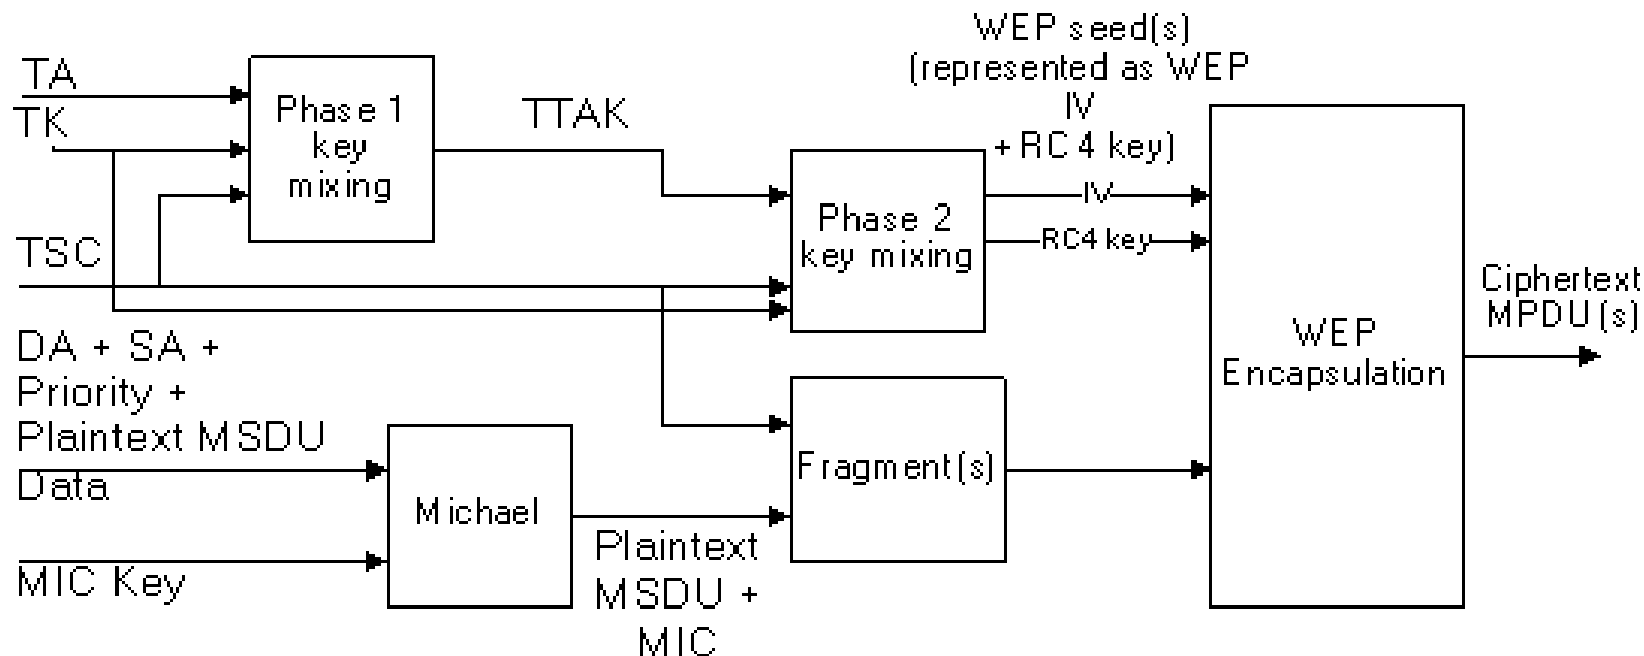 TA
TK
Phase 1
key
mixing
TTAK
WEP seed(s)
(represented as WEP
IV
+ RC4 key)
IV
RC4 key
TSC
Phase 2
key mixing
WEP
Encapsulation
Ciphertext
MPDU(s)
DA + SA +
Priority +
Plaintext MSDU
Data
Michael
Fragment(s)
MIC Key
Plaintext
MSDU +
MIC